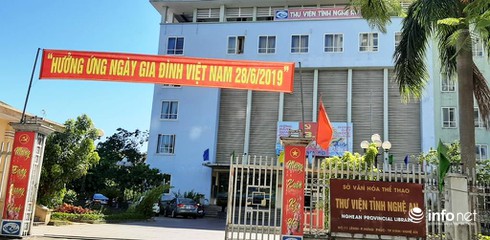 THƯ VIỆN TỈNH NGHỆ AN
"HƯỞNG ỨNG NGÀY GIA ĐÌNH VIỆT NAM 28/6/2019"
SỞ VĂN HÓA THỂ THAO
THƯ VIỆN TỈNH NGHỆ AN
NGHEAN PROVINCIAL LIBRARY
infonet